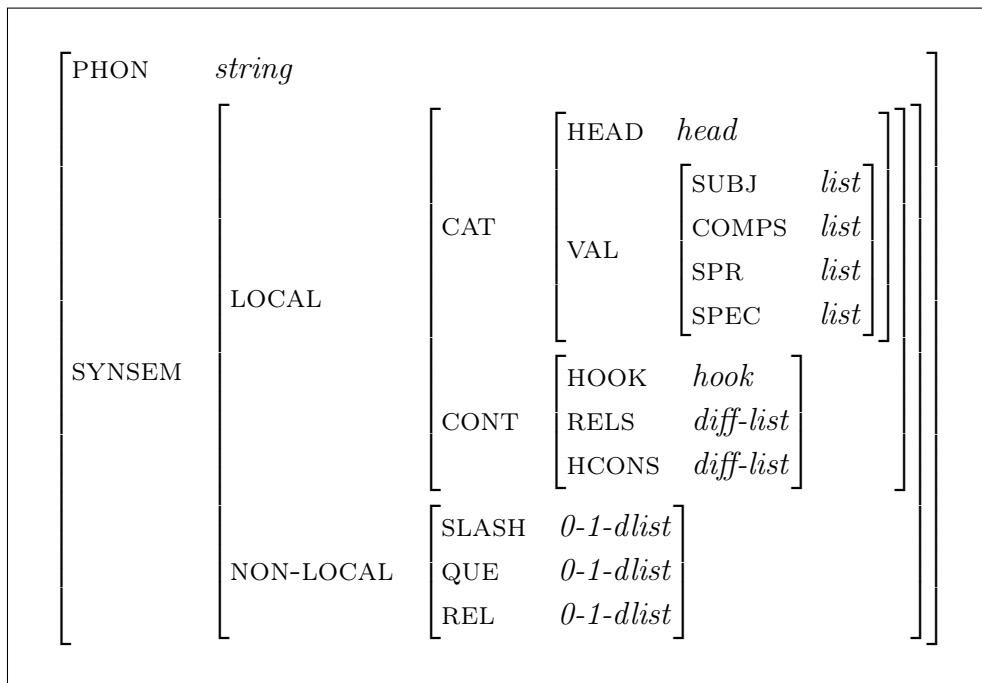 PHON string
HEAD head
SUBJ list
COMPS list
CAT
VAL
SPR list
LOCAL
SPEC list
SYNSEM
HOOK hook
CONT RELS diff-list
HCONS diff-list
SLASH 0-1-dlist
NON-LOCAL QUE 0-1-dlist
REL 0-1-dlist